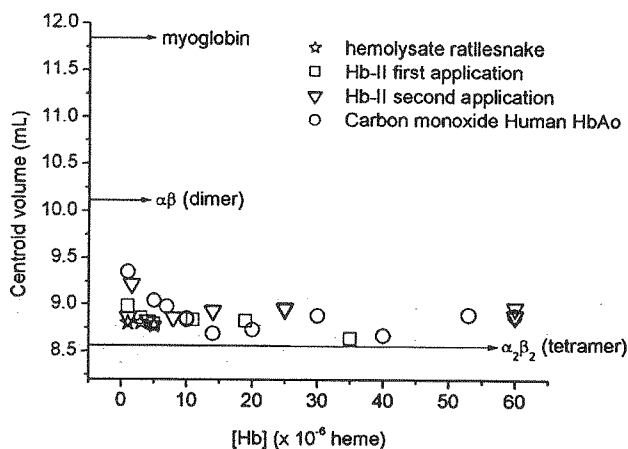 12.0
myoglobin
11.5
11.0
10.5
10.0
9.5
9.0
8.5
Centroid volume (mL)
☆ hemolysate ratllesnake
□ Hb-II first application
▽ Hb-II second application
○ Carbon monoxide Human HbAo
αβ (dimer)
α₂β₂ (tetramer)
0 10 20 30 40 50 60
[Hb] (x 10⁻⁶ heme)